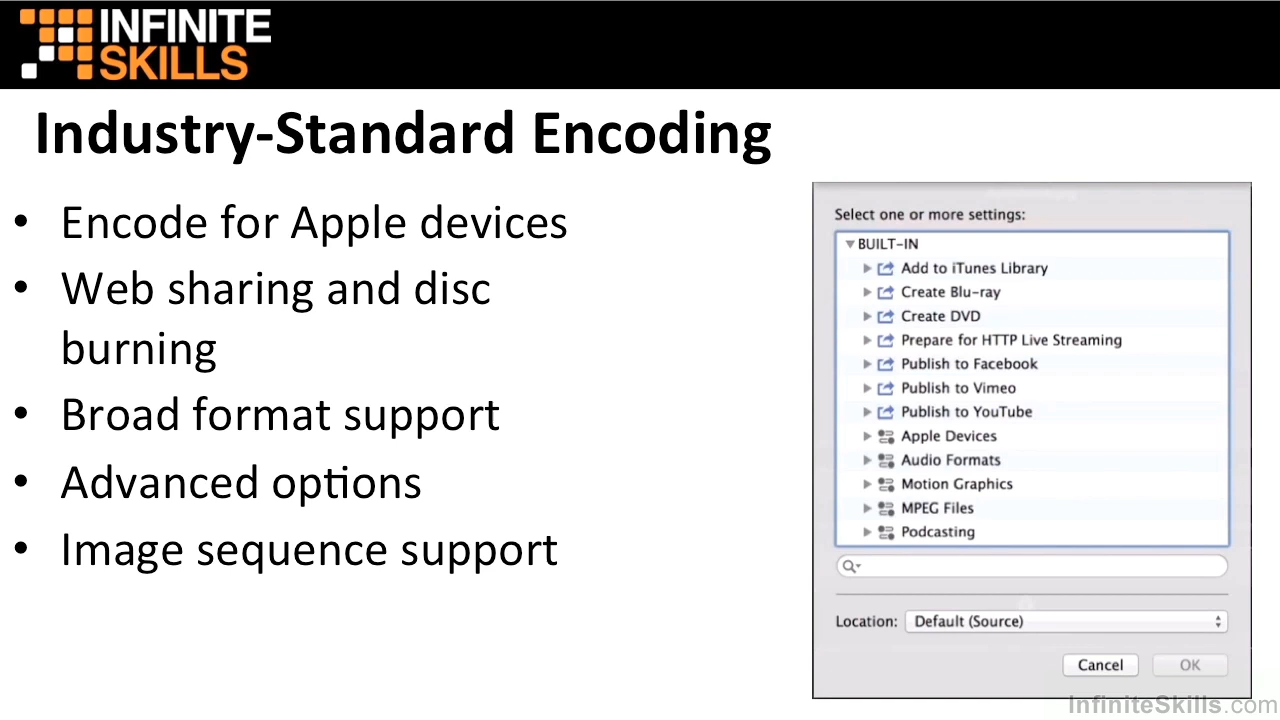 INFINITE
SKILLS
Industry-Standard Encoding
• Encode for Apple devices
• Web sharing and disc
burning
• Broad format support
• Advanced options
• Image sequence support
Select one or more settings:
BUILT-IN
Add to iTunes Library
Create Blu-ray
Create DVD
Prepare for HTTP Live Streaming
Publish to Facebook
Publish to Vimeo
Publish to YouTube
Apple Devices
Audio Formats
Motion Graphics
MPEG Files
Podcasting
Location: Default (Source)
Cancel OK
InfiniteSkills.com